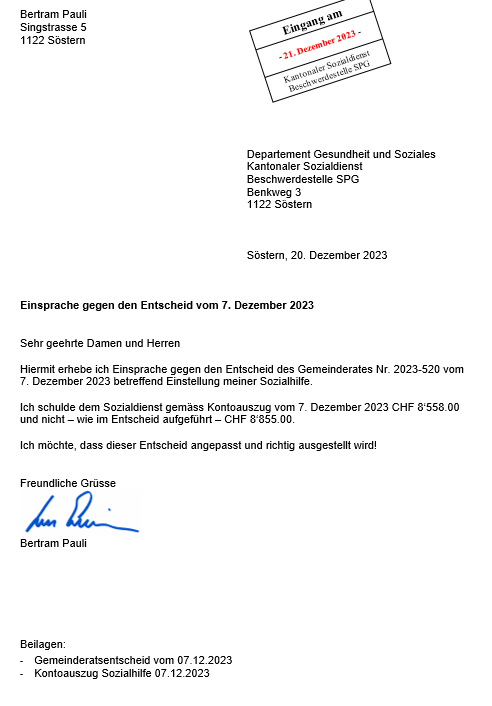 Bertram Pauli
Singstrasse 5
1122 Söstern
Eingang am
- 21. Dezember 2023 -
Kantonaler Sozialdienst
Beschwerdestelle SPG
Departement Gesundheit und Soziales
Kantonaler Sozialdienst
Beschwerdestelle SPG
Benkweg 3
1122 Söstern
Söstern, 20. Dezember 2023
Einsprache gegen den Entscheid vom 7. Dezember 2023
Sehr geehrte Damen und Herren
Hiermit erhebe ich Einsprache gegen den Entscheid des Gemeinderates Nr. 2023-520 vom
7. Dezember 2023 betreffend Einstellung meiner Sozialhilfe.
Ich schulde dem Sozialdienst gemäss Kontoauszug vom 7. Dezember 2023 CHF 8'558.00
und nicht – wie im Entscheid aufgeführt – CHF 8'855.00.
Ich möchte, dass dieser Entscheid angepasst und richtig ausgestellt wird!
Freundliche Grüsse
Bertram Pauli
Beilagen:
- Gemeinderatsentscheid vom 07.12.2023
- Kontoauszug Sozialhilfe 07.12.2023